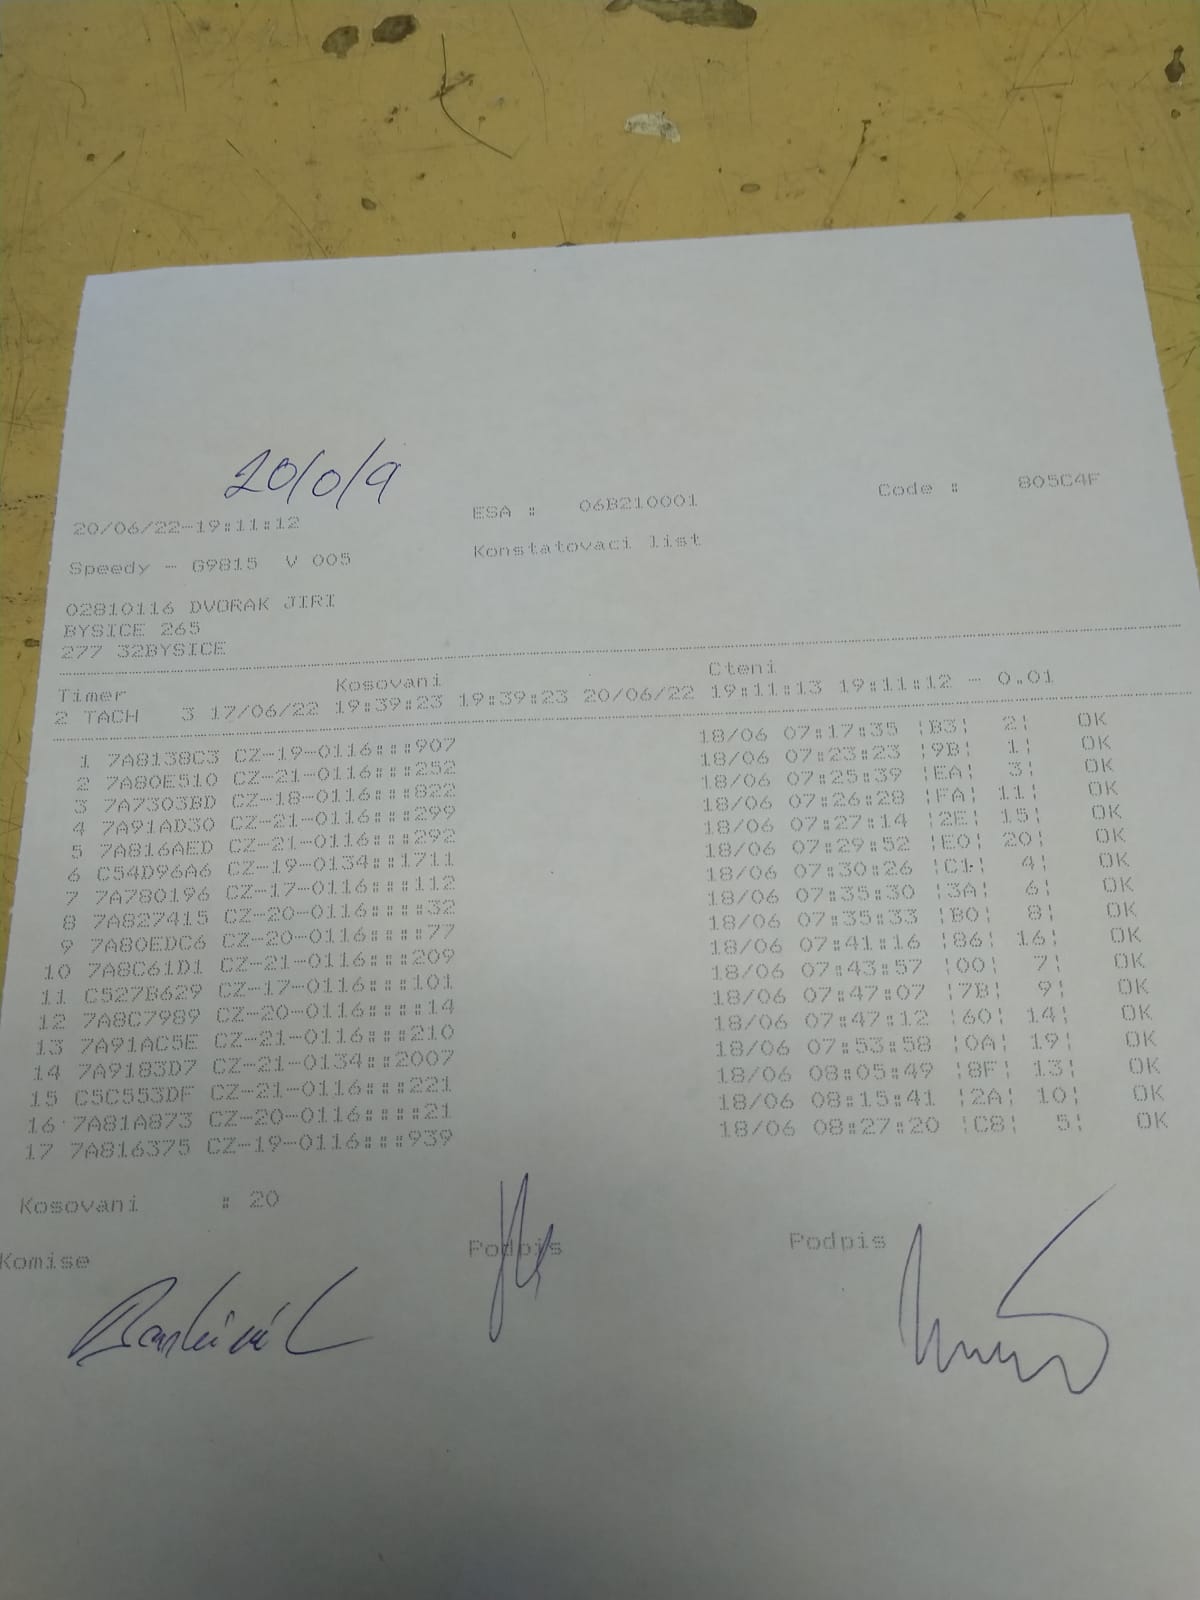 20/0/9
20/06/22-19:11:12 ESA : 06B210001 Code : 805C4F
Speedy - G9815 V 005 Konstatovaci list
02810116 DVORAK JIRI
BYSICE 265
277 32BYSICE
Timer Kosovani Cteni
2 TACH 3 17/06/22 19:39:23 19:39:23 20/06/22 19:11:13 19:11:12 - 0.01
1 7A8138C3 CZ-19-0116:::907 18/06 07:17:35 ¦B3¦ 2¦ OK
2 7A80E510 CZ-21-0116:::252 18/06 07:23:23 ¦9B¦ 1¦ OK
3 7A7303BD CZ-18-0116:::822 18/06 07:25:39 ¦EA¦ 3¦ OK
4 7A91AD30 CZ-21-0116:::299 18/06 07:26:28 ¦FA¦ 11¦ OK
5 7A816AED CZ-21-0116:::292 18/06 07:27:14 ¦2E¦ 15¦ OK
6 C54D96A6 CZ-19-0134::1711 18/06 07:29:52 ¦E0¦ 20¦ OK
7 7A780196 CZ-17-0116:::112 18/06 07:30:26 ¦C1¦ 4¦ OK
8 7A827415 CZ-20-0116::::32 18/06 07:35:30 ¦3A¦ 6¦ OK
9 7A80EDC6 CZ-20-0116::::77 18/06 07:35:33 ¦B0¦ 8¦ OK
10 7A8C61D1 CZ-21-0116:::209 18/06 07:41:16 ¦86¦ 16¦ OK
11 C527B629 CZ-17-0116:::101 18/06 07:43:57 ¦00¦ 7¦ OK
12 7A8C7989 CZ-20-0116::::14 18/06 07:47:07 ¦7B¦ 9¦ OK
13 7A91AC5E CZ-21-0116:::210 18/06 07:47:12 ¦60¦ 14¦ OK
14 7A9183D7 CZ-21-0134::2007 18/06 07:53:58 ¦0A¦ 19¦ OK
15 C5C553DF CZ-21-0116:::221 18/06 08:05:49 ¦8F¦ 13¦ OK
16 7A81A873 CZ-20-0116::::21 18/06 08:15:41 ¦2A¦ 10¦ OK
17 7A816375 CZ-19-0116:::939 18/06 08:27:20 ¦C8¦ 5¦ OK
Kosovani : 20
Komise Podpis Podpis